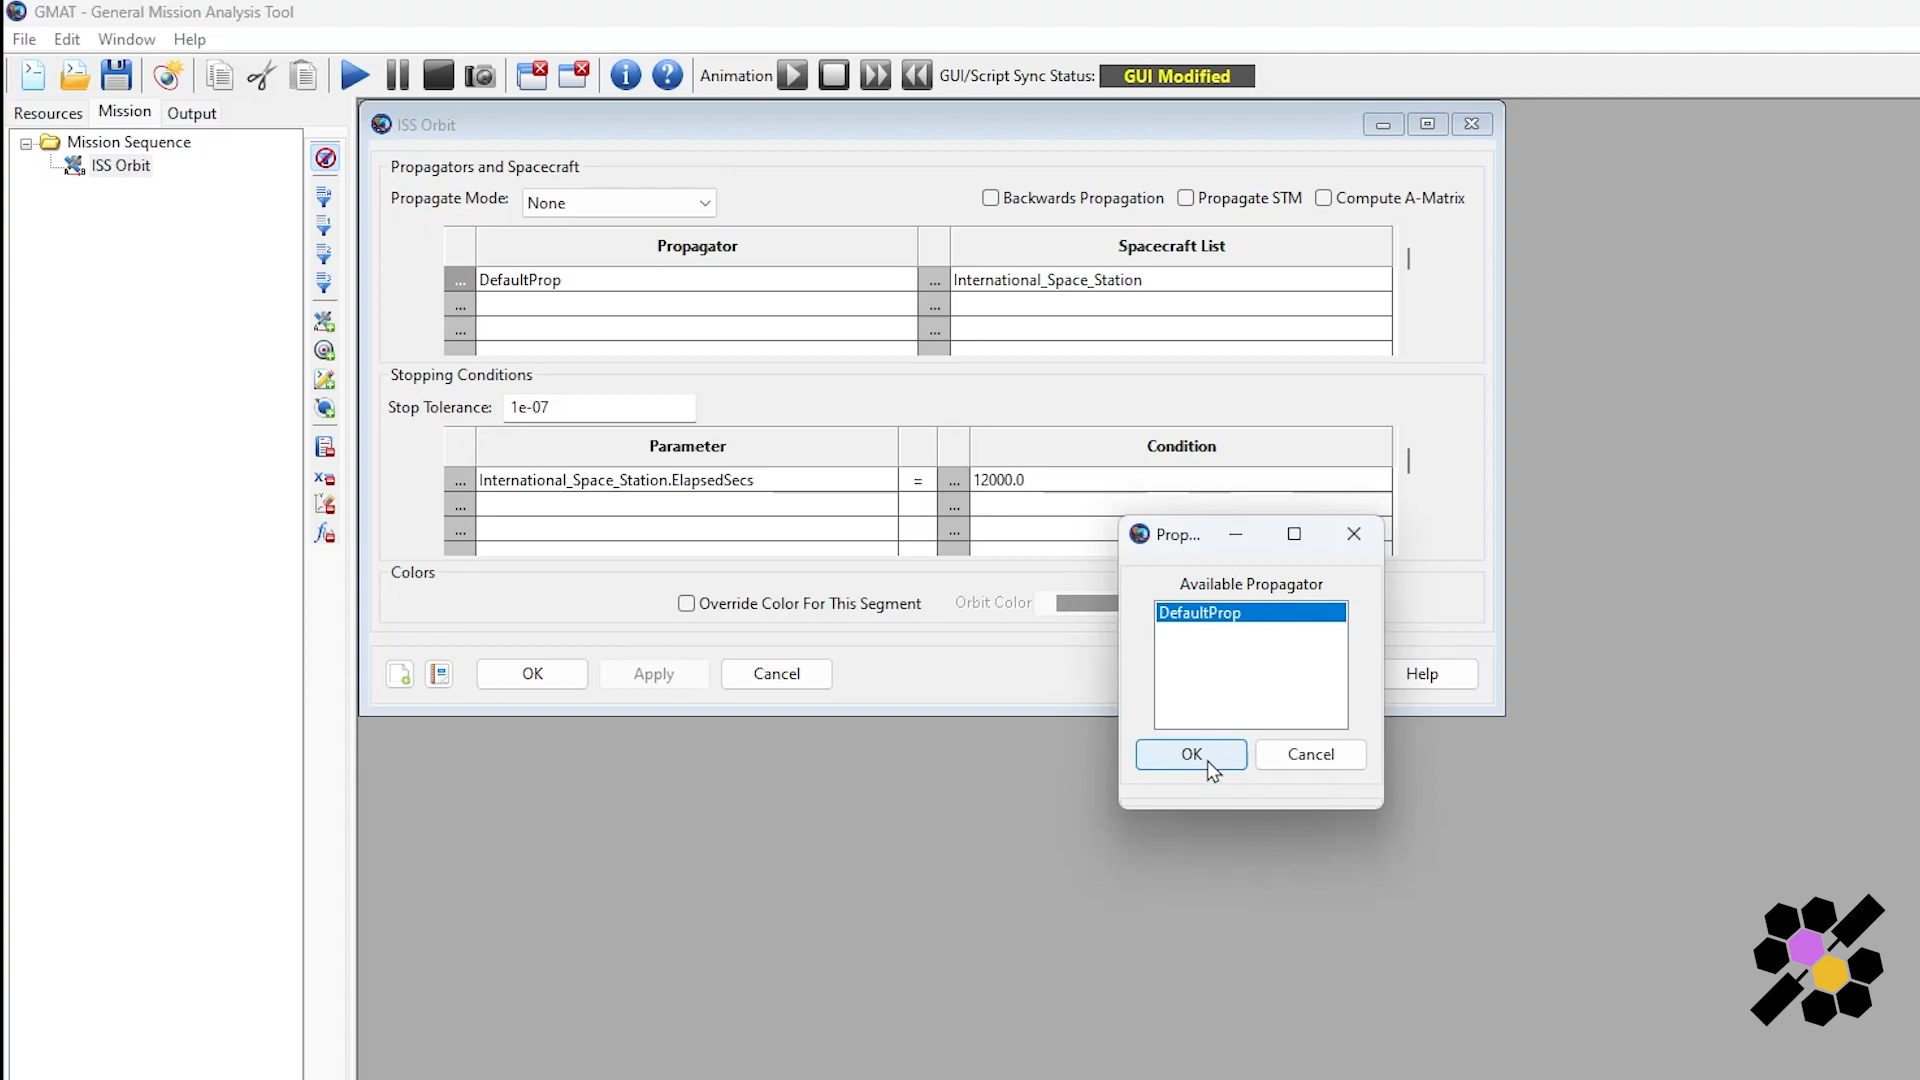 GMAT - General Mission Analysis Tool
File Edit Window Help
Animation GUI/Script Sync Status: GUI Modified
Resources Mission Output
Mission Sequence
ISS Orbit
ISS Orbit
Propagators and Spacecraft
Propagate Mode: None Backwards Propagation Propagate STM Compute A-Matrix
Propagator Spacecraft List
... DefaultProp ... International_Space_Station
... ...
... ...
Stopping Conditions
Stop Tolerance: 1e-07
Parameter Condition
... International_Space_Station.ElapsedSecs = ... 12000.0
... ...
... ...
Colors
Override Color For This Segment Orbit Color
OK Apply Cancel Help
Prop...
Available Propagator
DefaultProp
OK Cancel